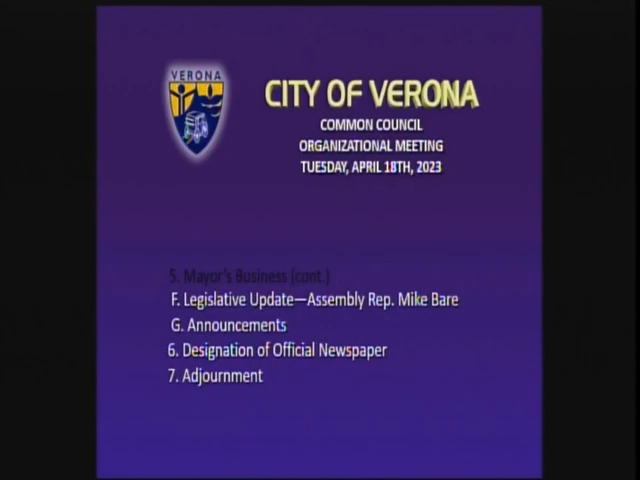 VERONA
CITY OF VERONA
COMMON COUNCIL
ORGANIZATIONAL MEETING
TUESDAY, APRIL 18TH, 2023
5. Mayor's Business (cont.)
F. Legislative Update—Assembly Rep. Mike Bare
G. Announcements
6. Designation of Official Newspaper
7. Adjournment